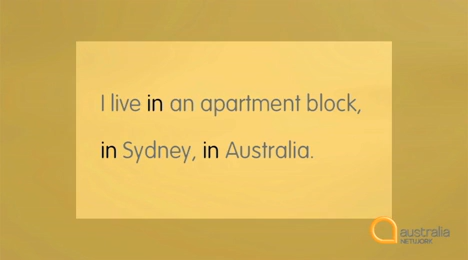 I live in an apartment block,
in Sydney, in Australia.
australia
NETWORK